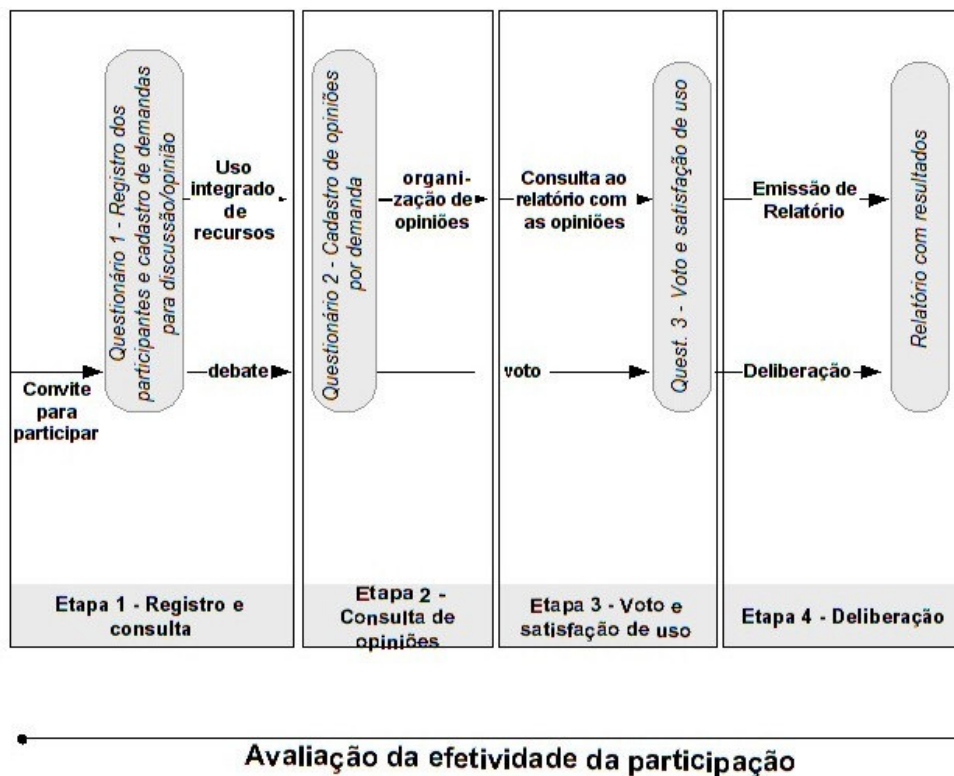 Questionário 1 - Registro dos
participantes e cadastro de demandas
para discussão/opinião
Uso
integrado
de
recursos
debate
Convite
para
participar
Etapa 1 - Registro e
consulta
Questionário 2 - Cadastro de opiniões
por demanda
organi-
zação de
opiniões
Etapa 2 -
Consulta de
opiniões
Consulta ao
relatório com
as opiniões
voto
Quest. 3 - Voto e satisfação de uso
Etapa 3 - Voto e
satisfação de uso
Emissão de
Relatório
Deliberação
Relatório com resultados
Etapa 4 - Deliberação
Avaliação da efetividade da participação